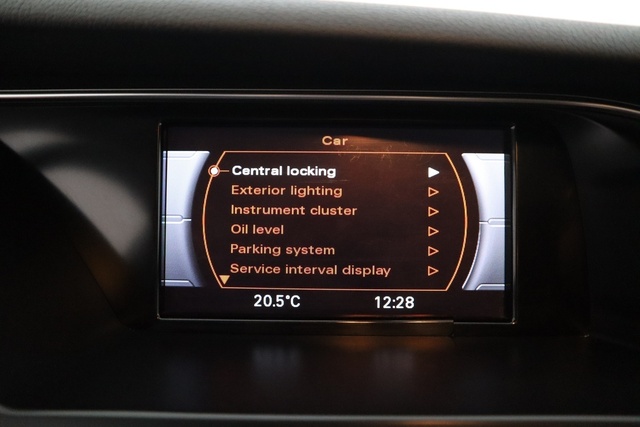 Car
Central locking
Exterior lighting
Instrument cluster
Oil level
Parking system
Service interval display
20.5°C 12:28